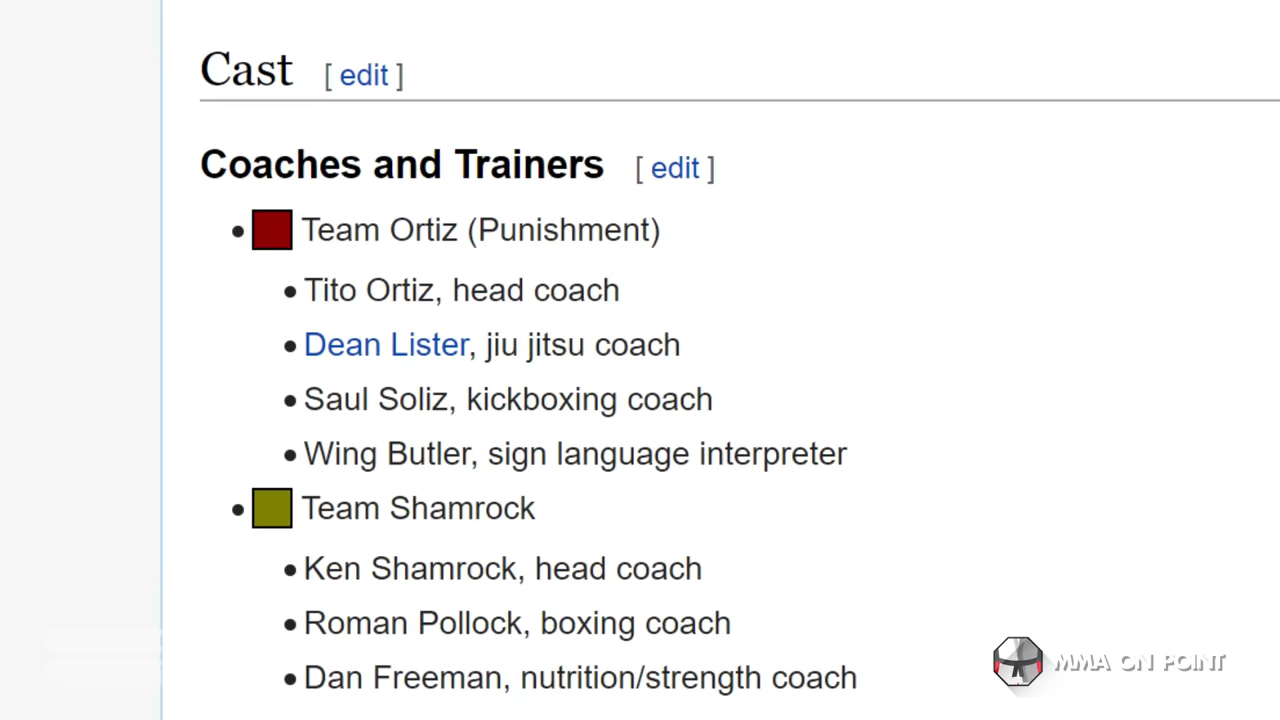 Cast [ edit ]
Coaches and Trainers [ edit ]
Team Ortiz (Punishment)
Tito Ortiz, head coach
Dean Lister, jiu jitsu coach
Saul Soliz, kickboxing coach
Wing Butler, sign language interpreter
Team Shamrock
Ken Shamrock, head coach
Roman Pollock, boxing coach
Dan Freeman, nutrition/strength coach
MMA ON POINT